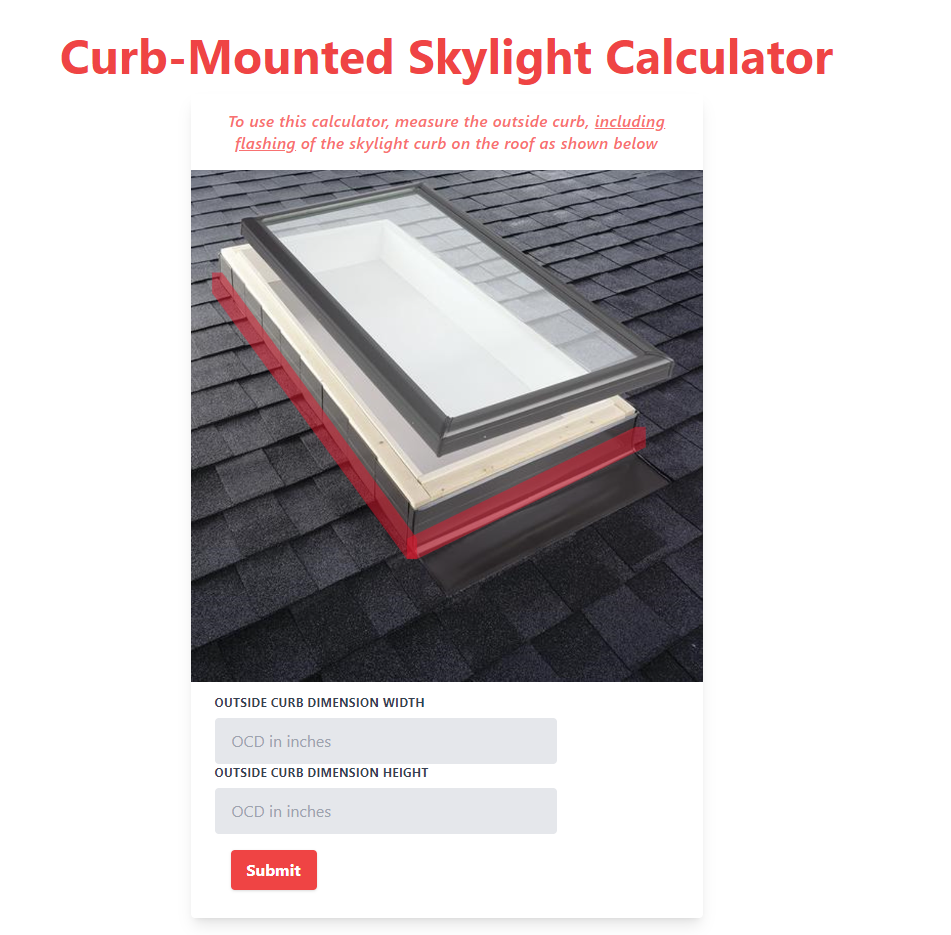 Curb-Mounted Skylight Calculator
To use this calculator, measure the outside curb, including
flashing of the skylight curb on the roof as shown below
OUTSIDE CURB DIMENSION WIDTH
OCD in inches
OUTSIDE CURB DIMENSION HEIGHT
OCD in inches
Submit